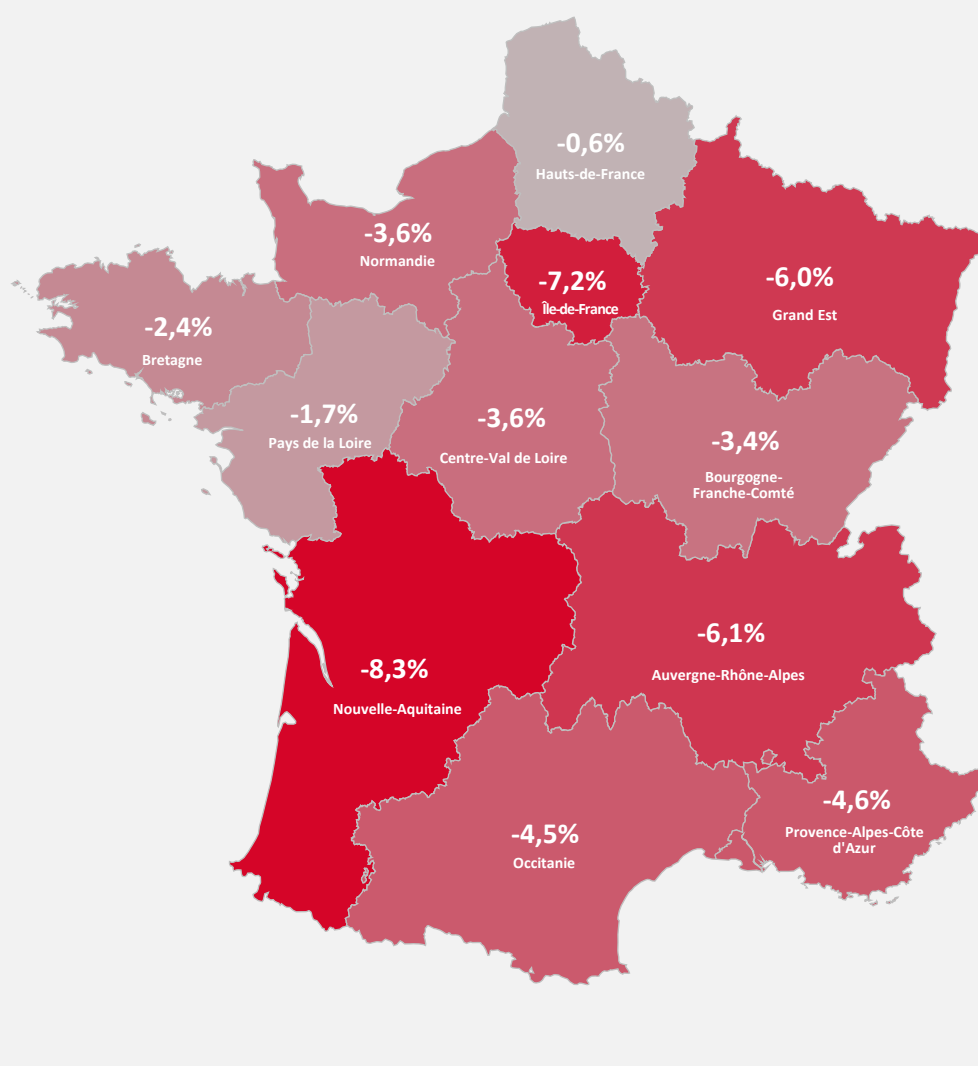 -0,6%
Hauts-de-France
-3,6%
Normandie
-7,2%
Île-de-France
-6,0%
Grand Est
-2,4%
Bretagne
-1,7%
Pays de la Loire
-3,6%
Centre-Val de Loire
-3,4%
Bourgogne-
Franche-Comté
-8,3%
Nouvelle-Aquitaine
-6,1%
Auvergne-Rhône-Alpes
-4,5%
Occitanie
-4,6%
Provence-Alpes-Côte
d'Azur